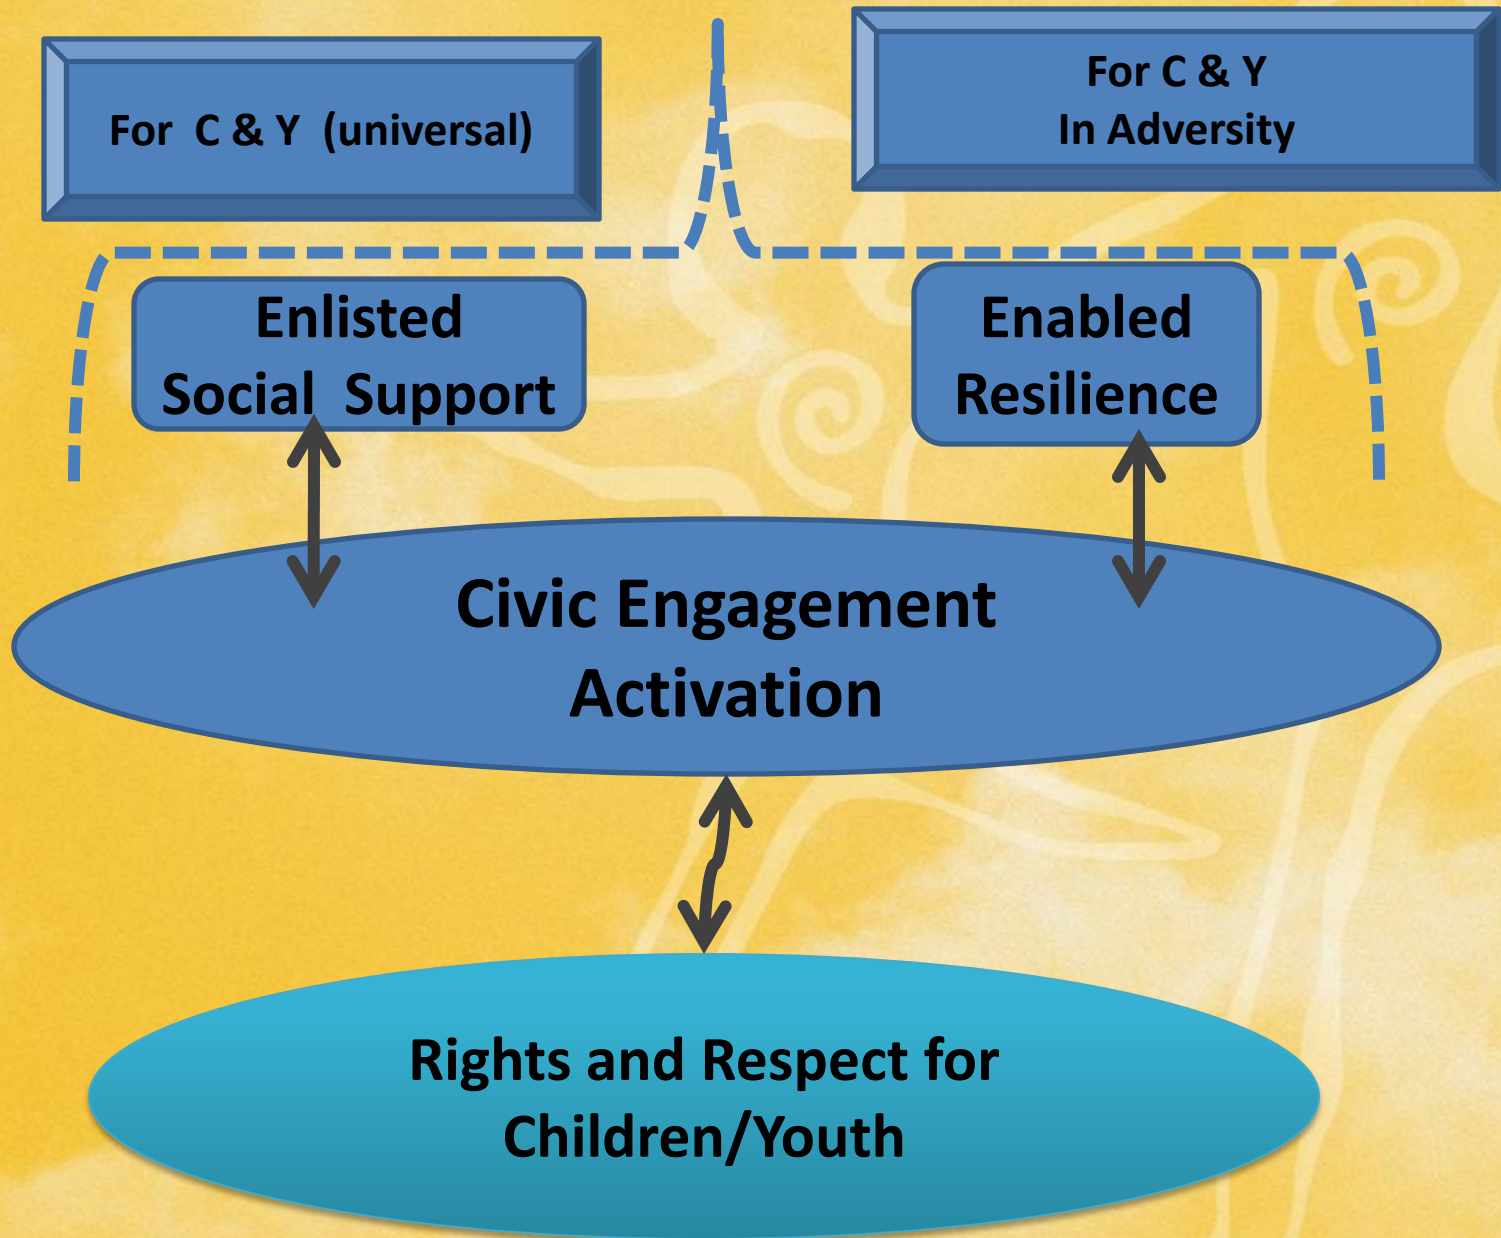 For C & Y (universal)
For C & Y
In Adversity
Enlisted
Social Support
Enabled
Resilience
Civic Engagement
Activation
Rights and Respect for
Children/Youth